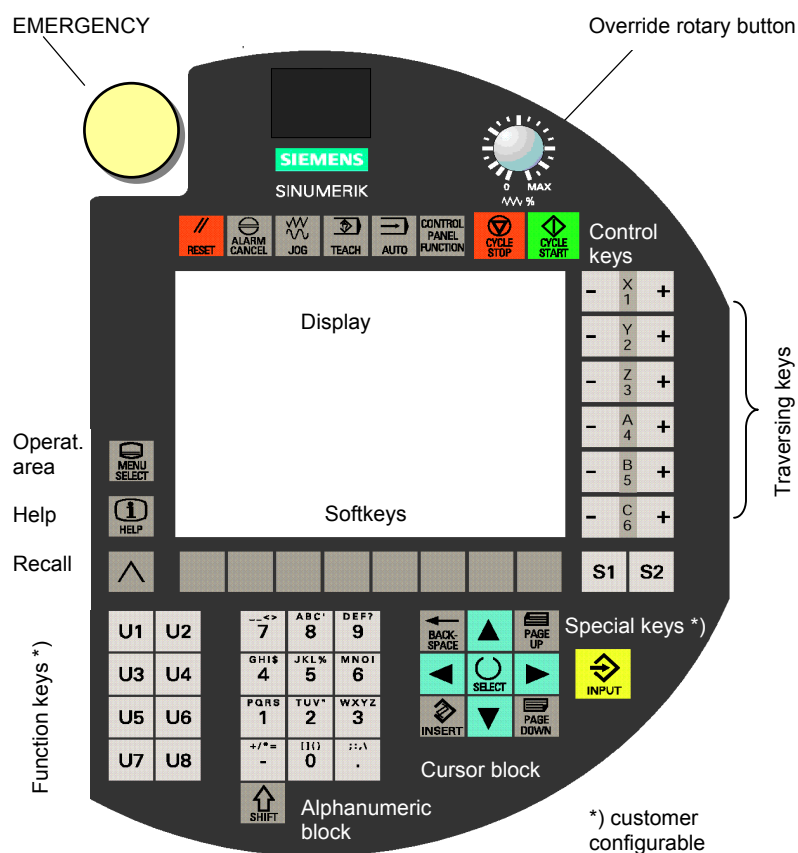 EMERGENCY
Override rotary button
SIEMENS
SINUMERIK
0 MAX
%
RESET
ALARM
CANCEL
JOG
TEACH
AUTO
CONTROL
PANEL
FUNCTION
CYCLE
STOP
CYCLE
START
Control
keys
Display
- X 1 +
- Y 2 +
- Z 3 +
- A 4 +
- B 5 +
- C 6 +
Traversing keys
Operat.
area
MENU
SELECT
Help
HELP
Softkeys
Recall
S1 S2
Function keys *)
U1 U2
U3 U4
U5 U6
U7 U8
ABC' DEF?
7 8 9
GHI$ JKL% MNO!
4 5 6
PQRS TUV" WXYZ
1 2 3
+/*= []()
- 0 .
SHIFT
Alphanumeric
block
BACK-
SPACE
PAGE
UP
SELECT
INSERT
PAGE
DOWN
Special keys *)
INPUT
Cursor block
*) customer
configurable